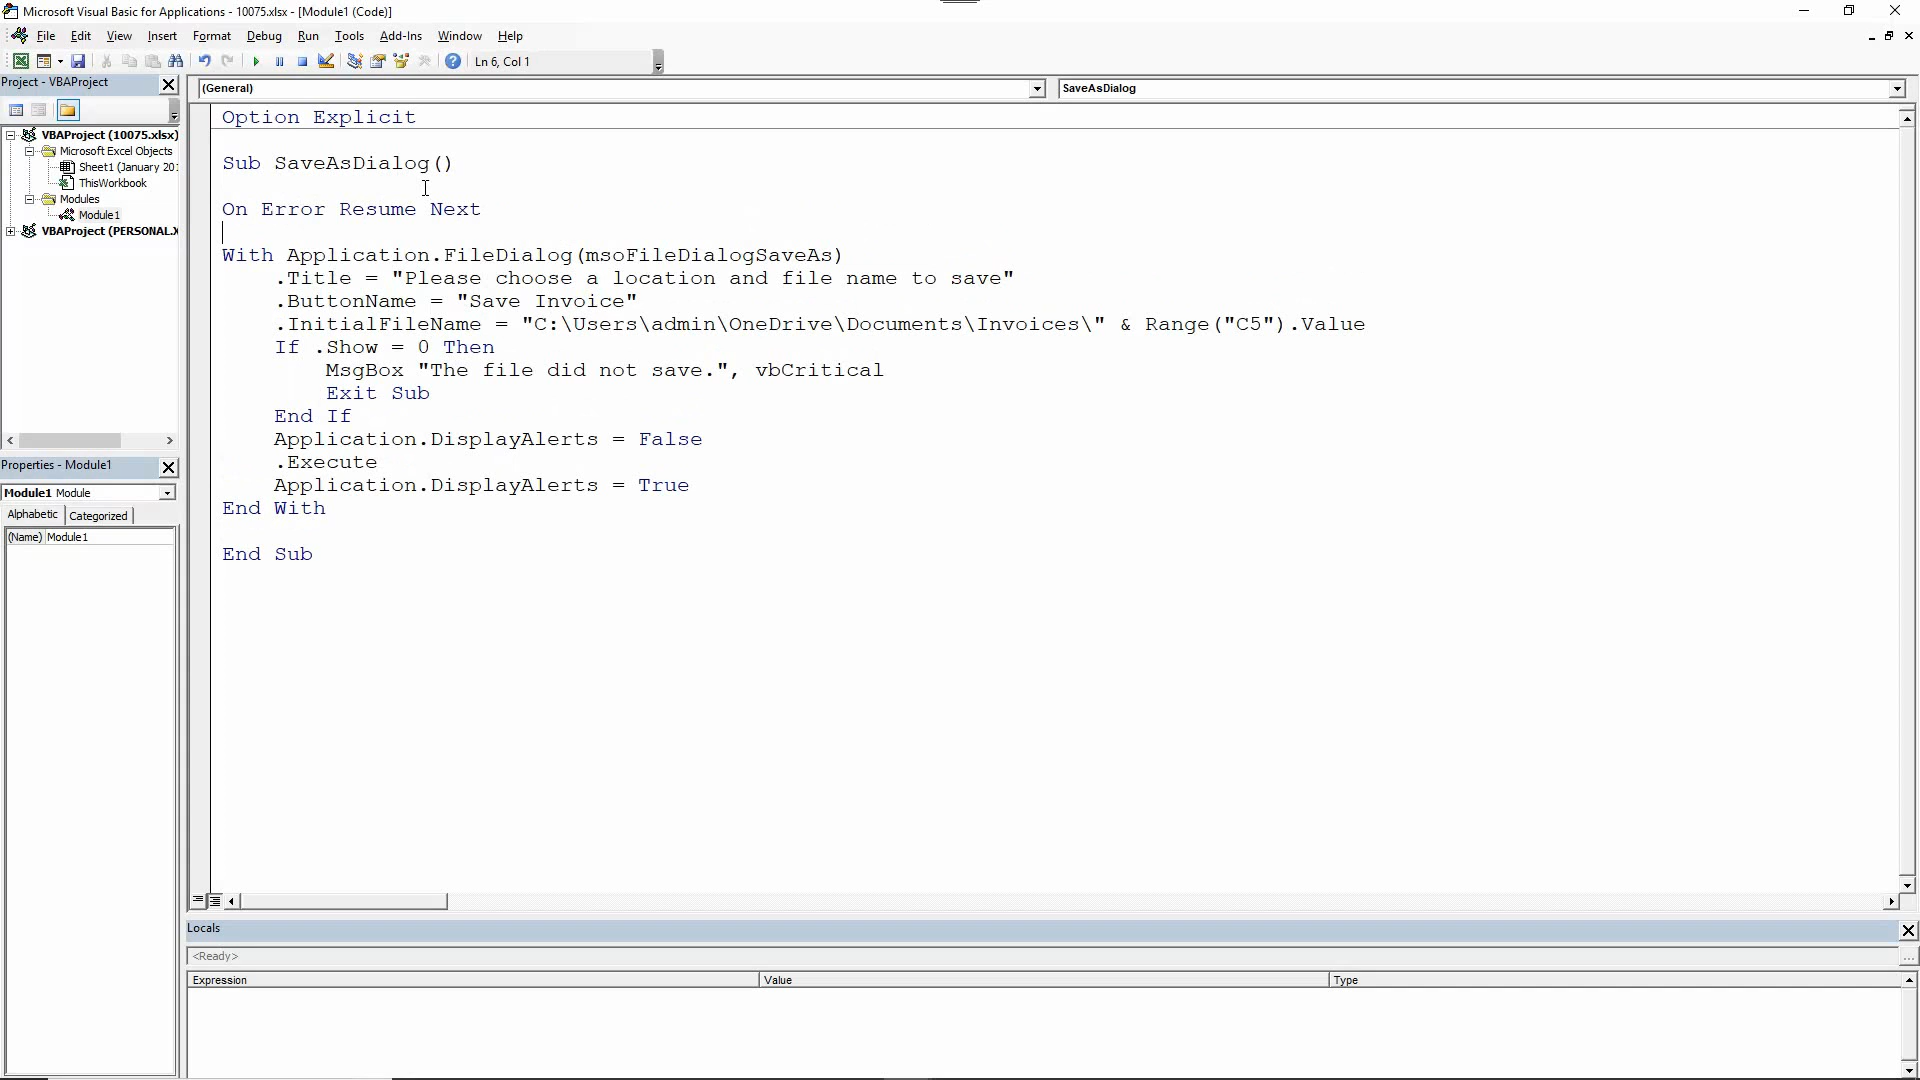 Microsoft Visual Basic for Applications - 10075.xlsx - [Module1 (Code)]
File Edit View Insert Format Debug Run Tools Add-Ins Window Help
Ln 6, Col 1
Project - VBAProject
VBAProject (10075.xlsx)
Microsoft Excel Objects
Sheet1 (January 201
ThisWorkbook
Modules
Module1
VBAProject (PERSONAL.X
Properties - Module1
Module1 Module
Alphabetic Categorized
(Name) Module1
(General) SaveAsDialog
Option Explicit
Sub SaveAsDialog()
On Error Resume Next
With Application.FileDialog(msoFileDialogSaveAs)
.Title = "Please choose a location and file name to save"
.ButtonName = "Save Invoice"
.InitialFileName = "C:\Users\admin\OneDrive\Documents\Invoices\" & Range("C5").Value
If .Show = 0 Then
MsgBox "The file did not save.", vbCritical
Exit Sub
End If
Application.DisplayAlerts = False
.Execute
Application.DisplayAlerts = True
End With
End Sub
Locals
<Ready>
Expression Value Type